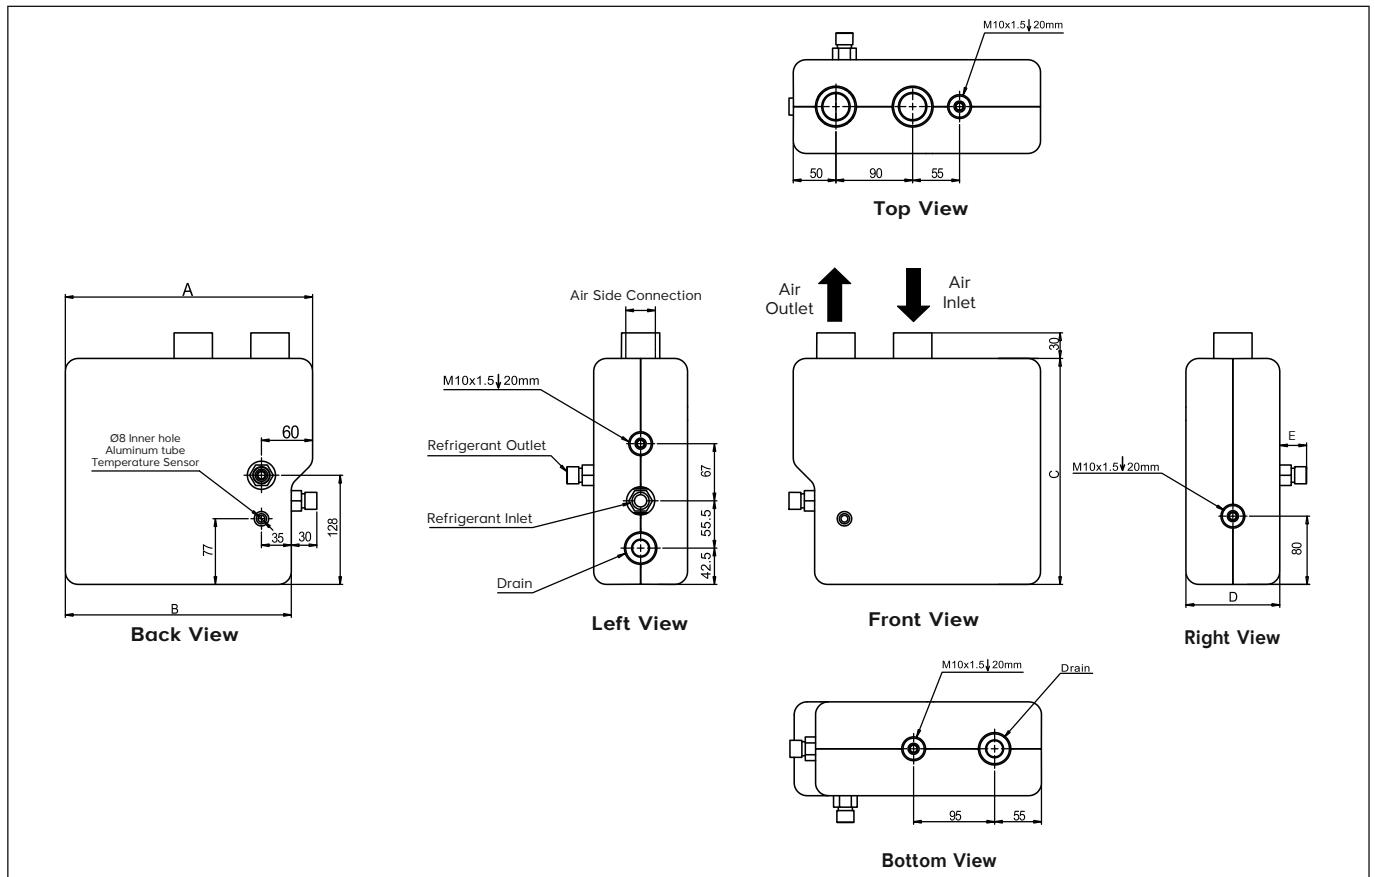 M10x1.5↓20mm
50
90
55
Top View
A
60
Ø8 Inner hole
Aluminum tube
Temperature Sensor
35
30
77
128
B
Back View
Air Side Connection
M10x1.5↓20mm
Refrigerant Outlet
Refrigerant Inlet
Drain
67
55.5
42.5
Left View
Air
Outlet
Air
Inlet
30
C
Front View
E
M10x1.5↓20mm
80
D
Right View
M10x1.5↓20mm
Drain
95
55
Bottom View